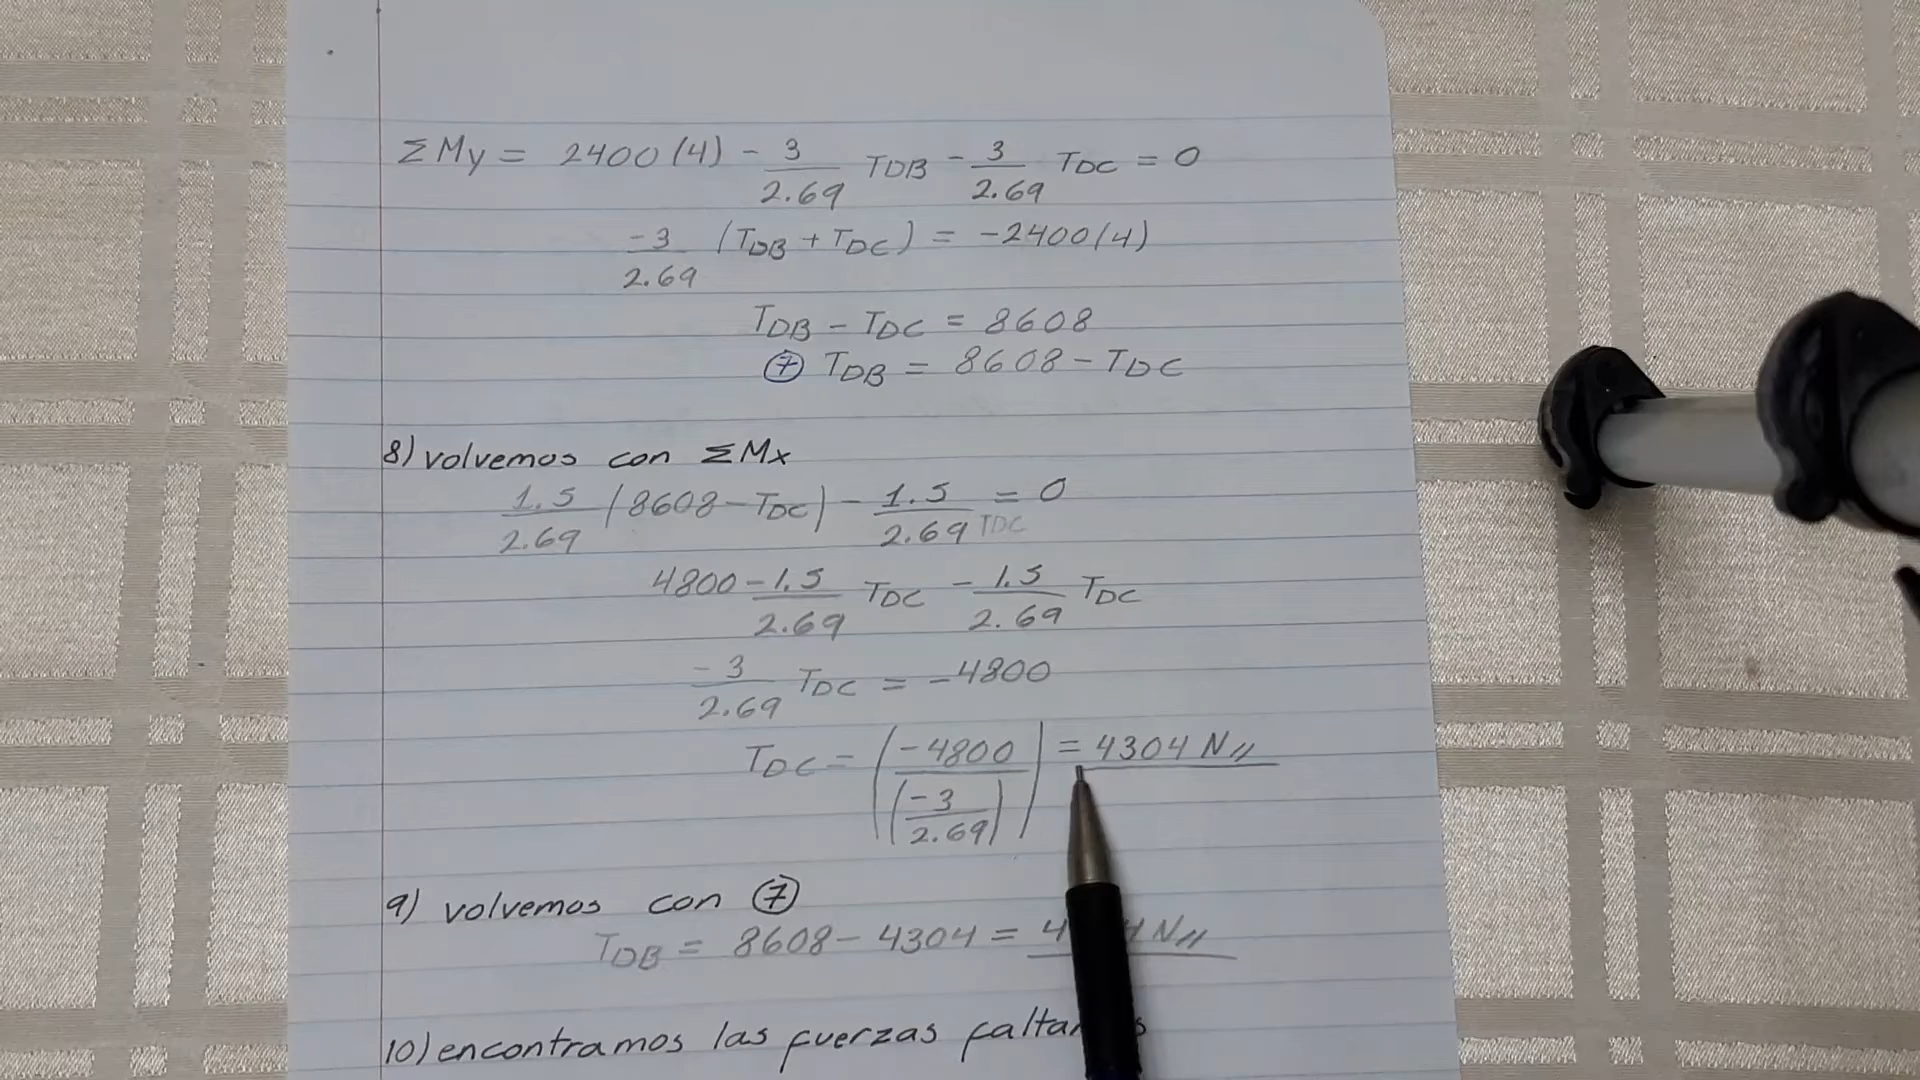 ΣMy = 2400(4) - 3/2.69 TDB - 3/2.69 TDC = 0
-3/2.69 (TDB + TDC) = -2400(4)
TDB - TDC = 8608
⑦ TDB = 8608 - TDC
8) volvemos con ΣMx
1.5/2.69 (8608 - TDC) - 1.5/2.69 TDC = 0
4800 - 1.5/2.69 TDC - 1.5/2.69 TDC
-3/2.69 TDC = -4800
TDC = (-4800/(-3/2.69)) = 4304 N//
9) volvemos con ⑦
TDB = 8608 - 4304 = N//
10) encontramos las fuerzas